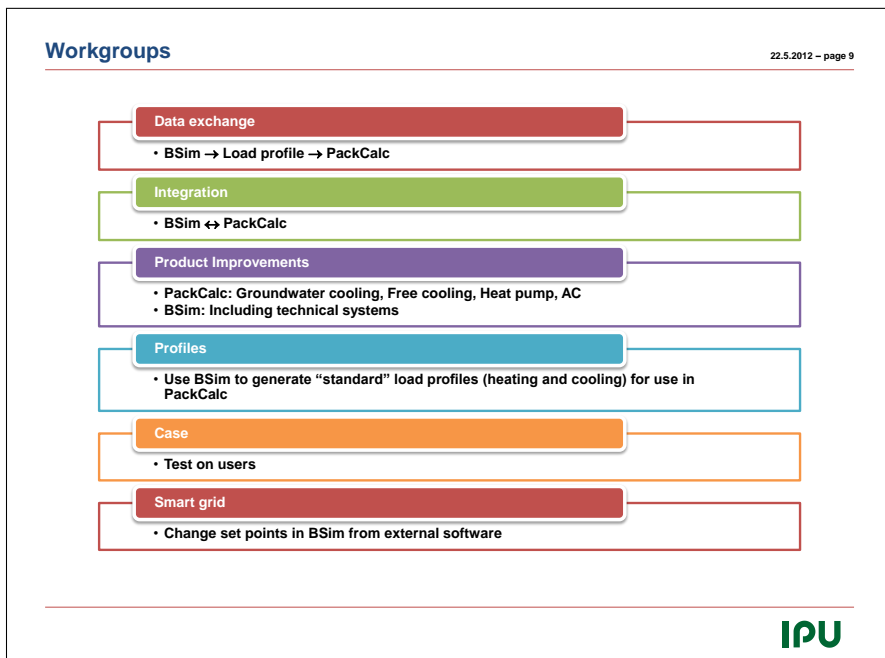 Workgroups
22.5.2012 – page 9
Data exchange
• BSim → Load profile → PackCalc
Integration
• BSim ↔ PackCalc
Product Improvements
• PackCalc: Groundwater cooling, Free cooling, Heat pump, AC
• BSim: Including technical systems
Profiles
• Use BSim to generate “standard” load profiles (heating and cooling) for use in
PackCalc
Case
• Test on users
Smart grid
• Change set points in BSim from external software
IPU